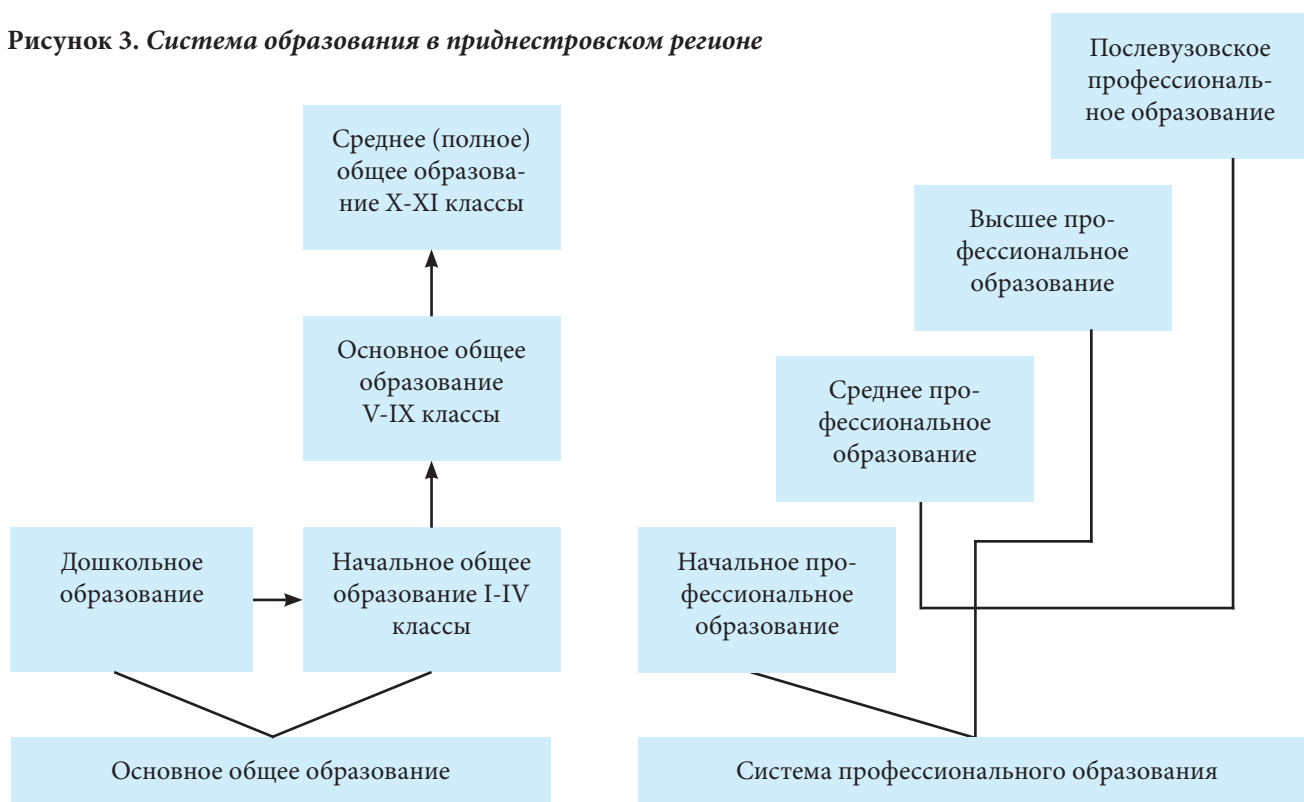 Рисунок 3. Система образования в приднестровском регионе
Послевузовское
профессиональ-
ное образование
Среднее (полное)
общее образова-
ние X-XI классы
Высшее про-
фессиональное
образование
Основное общее
образование
V-IX классы
Среднее про-
фессиональное
образование
Дошкольное
образование
Начальное общее
образование I-IV
классы
Начальное про-
фессиональное
образование
Основное общее образование
Система профессионального образования